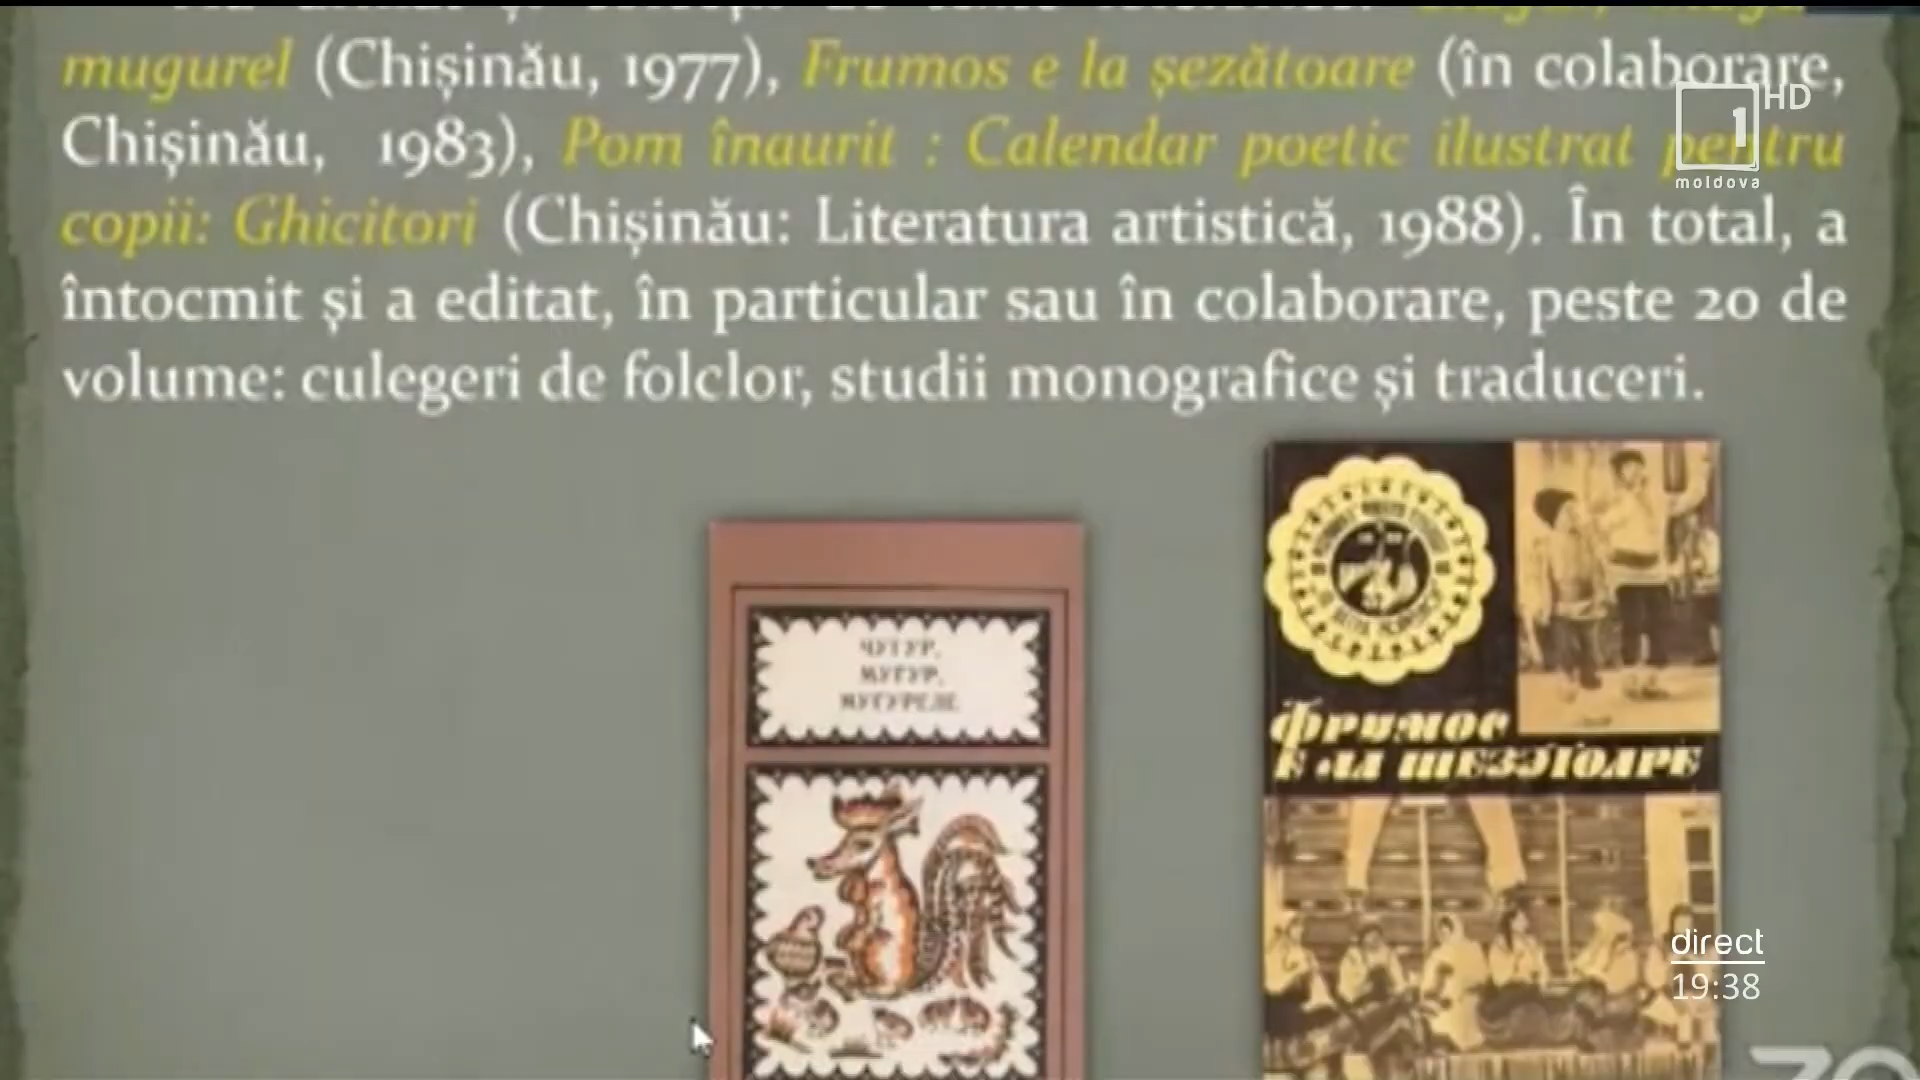 mugurel (Chișinău, 1977), Frumos e la șezătoare (în colaborare,
Chișinău, 1983), Pom înaurit : Calendar poetic ilustrat pentru
copii: Ghicitori (Chișinău: Literatura artistică, 1988). În total, a
întocmit și a editat, în particular sau în colaborare, peste 20 de
volume: culegeri de folclor, studii monografice și traduceri.
1 HD
moldova
МУГУР,
ФРУМОС
Е ЛА ШЕЗЭТОАРЕ
direct
19:38